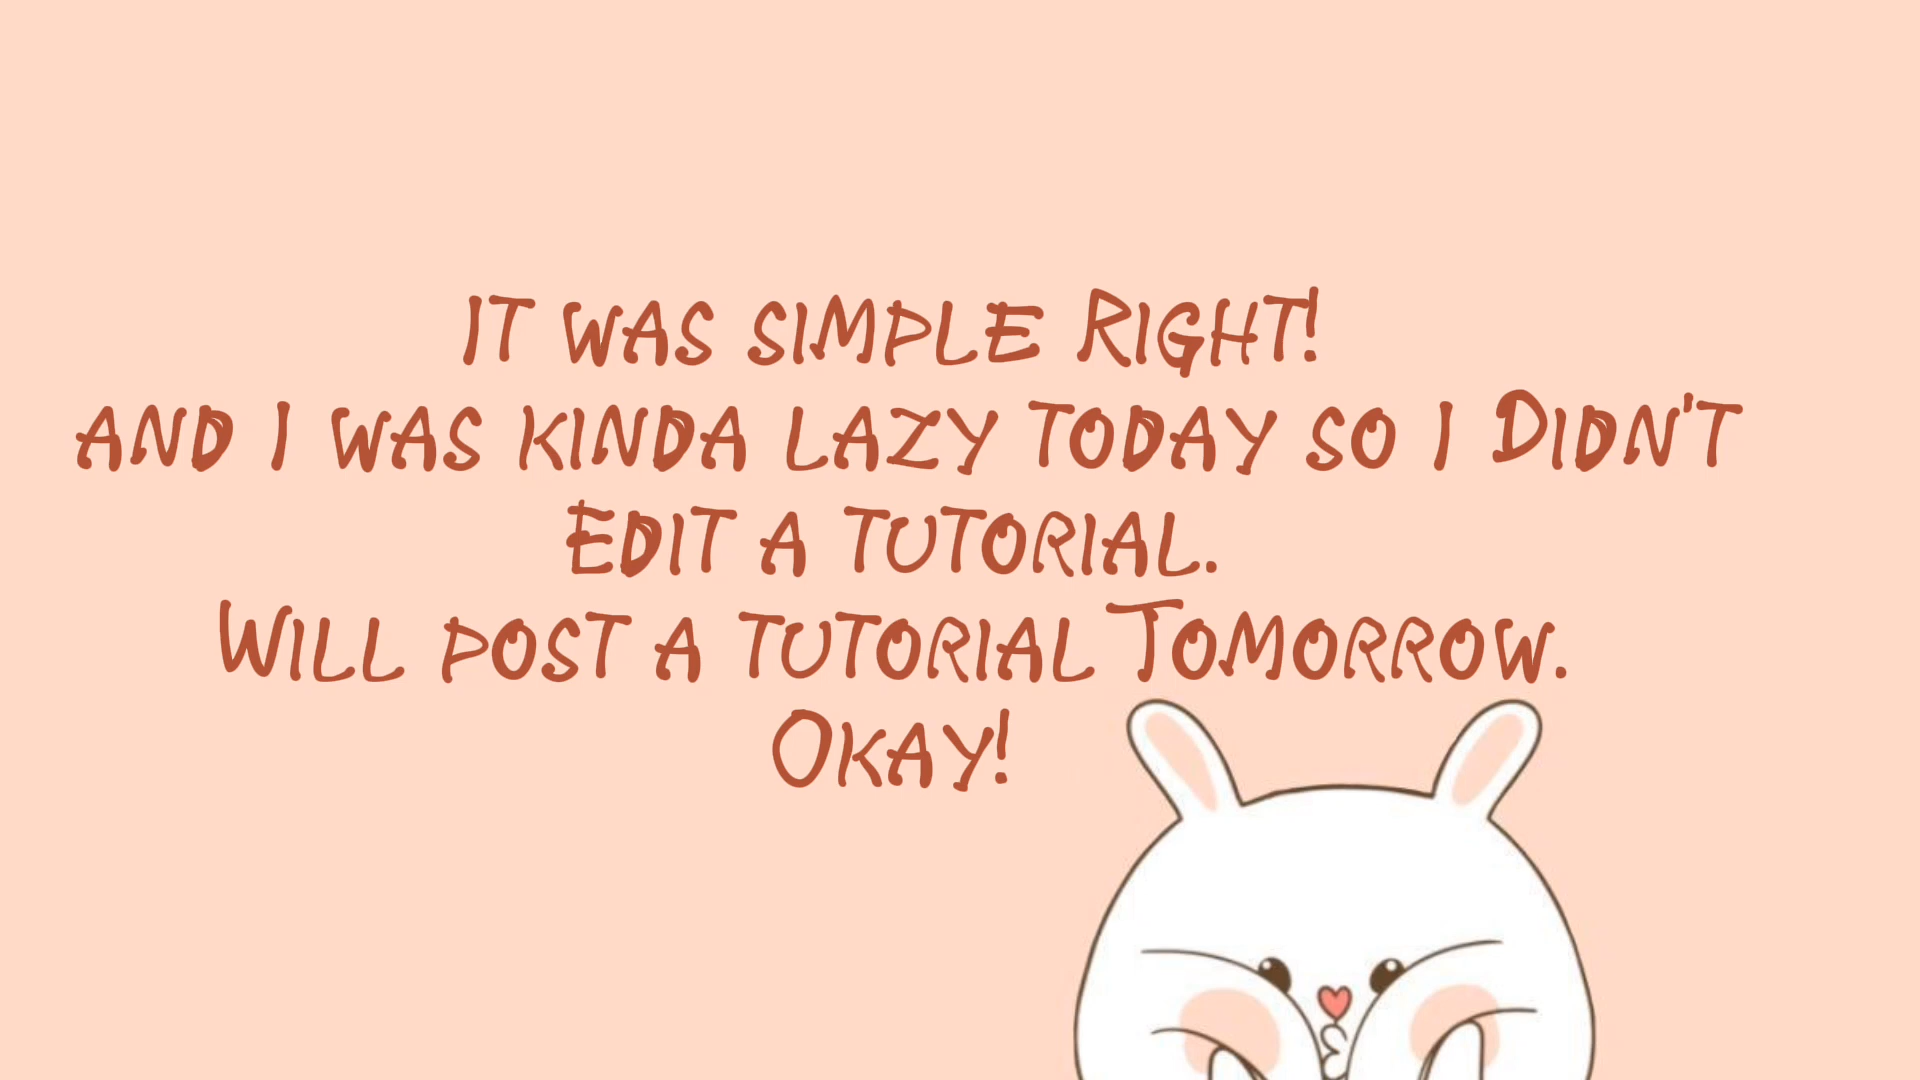 It was simple Right!
and I was kinda lazy today so I Didn't
Edit a tutorial.
Will post a tutorial Tomorrow.
Okay!